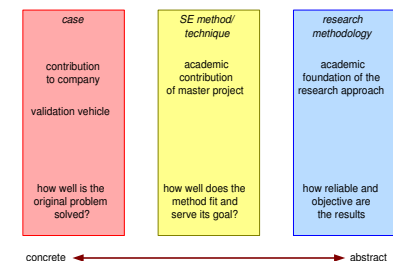 case
contribution
to company
validation vehicle
how well is the
original problem
solved?
SE method/
technique
academic
contribution
of master project
how well does the
method fit and
serve its goal?
research
methodology
academic
foundation of the
research approach
how reliable and
objective are
the results
concrete
abstract